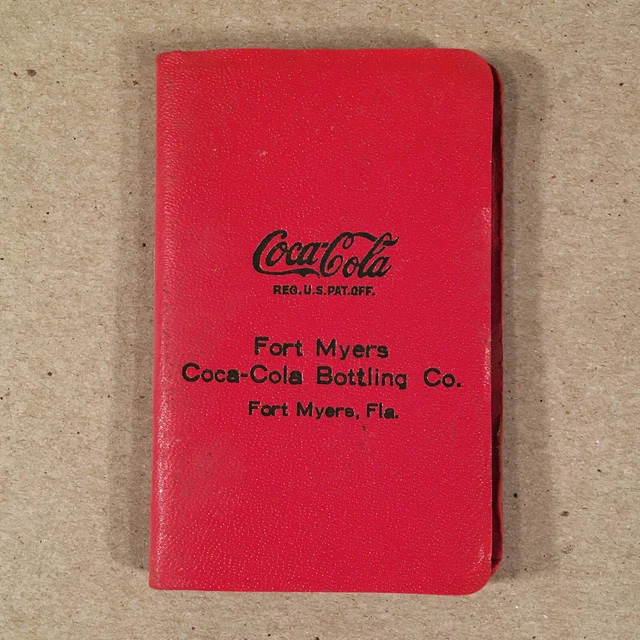 Coca-Cola
REG.U.S.PAT.OFF.
Fort Myers
Coca-Cola Bottling Co.
Fort Myers, Fla.